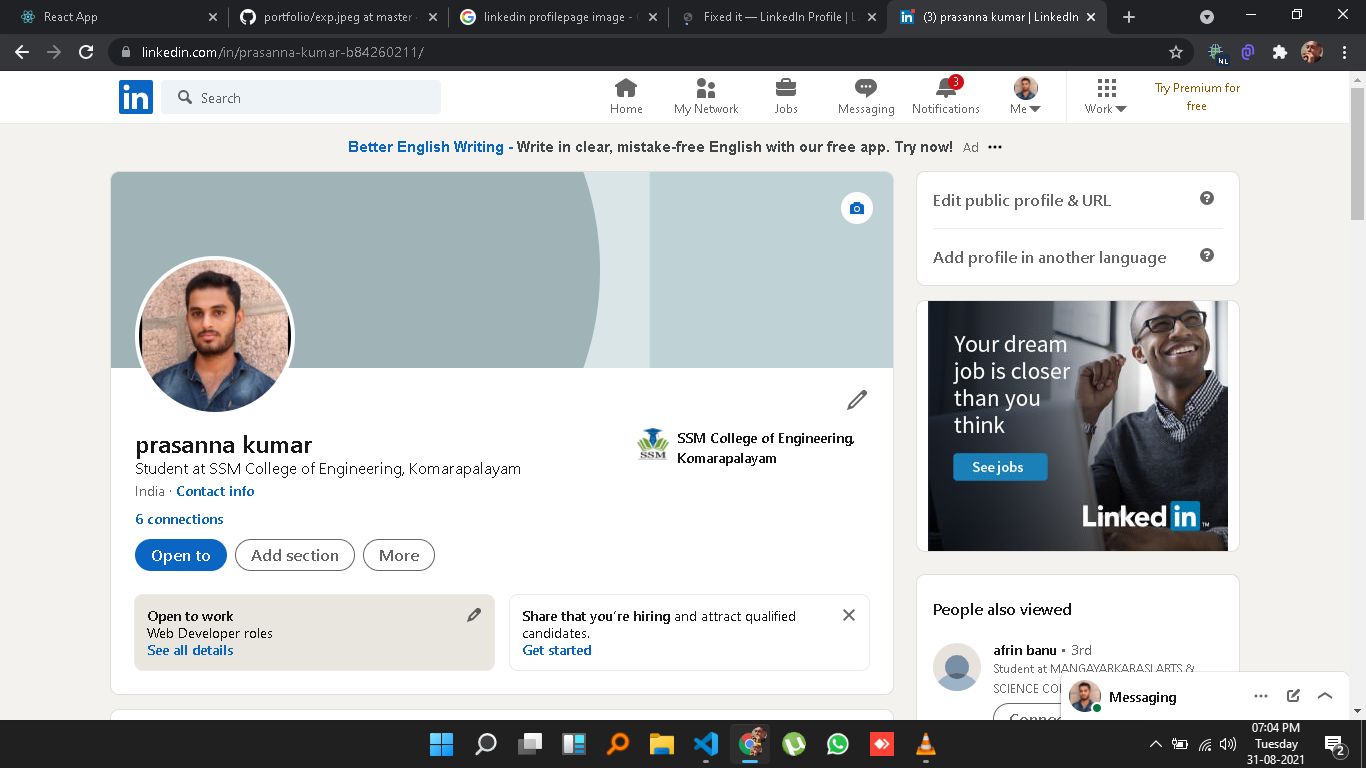 React App
portfolio/exp.jpeg at master
linkedin profilepage image -
Fixed it — LinkedIn Profile | L
(3) prasanna kumar | LinkedIn
linkedin.com/in/prasanna-kumar-b84260211/
NL
in
Search
Home
My Network
Jobs
Messaging
3
Notifications
Me
Work
Try Premium for
free
Better English Writing - Write in clear, mistake-free English with our free app. Try now! Ad
Edit public profile & URL
Add profile in another language
Your dream
job is closer
than you
think
See jobs
Linked in
prasanna kumar
Student at SSM College of Engineering, Komarapalayam
India · Contact info
6 connections
SSM
SSM College of Engineering,
Komarapalayam
Open to
Add section
More
Open to work
Web Developer roles
See all details
Share that you're hiring and attract qualified
candidates.
Get started
People also viewed
afrin banu • 3rd
Student at MANGAYARKARASI ARTS &
SCIENCE
Messaging
07:04 PM
Tuesday
31-08-2021
2